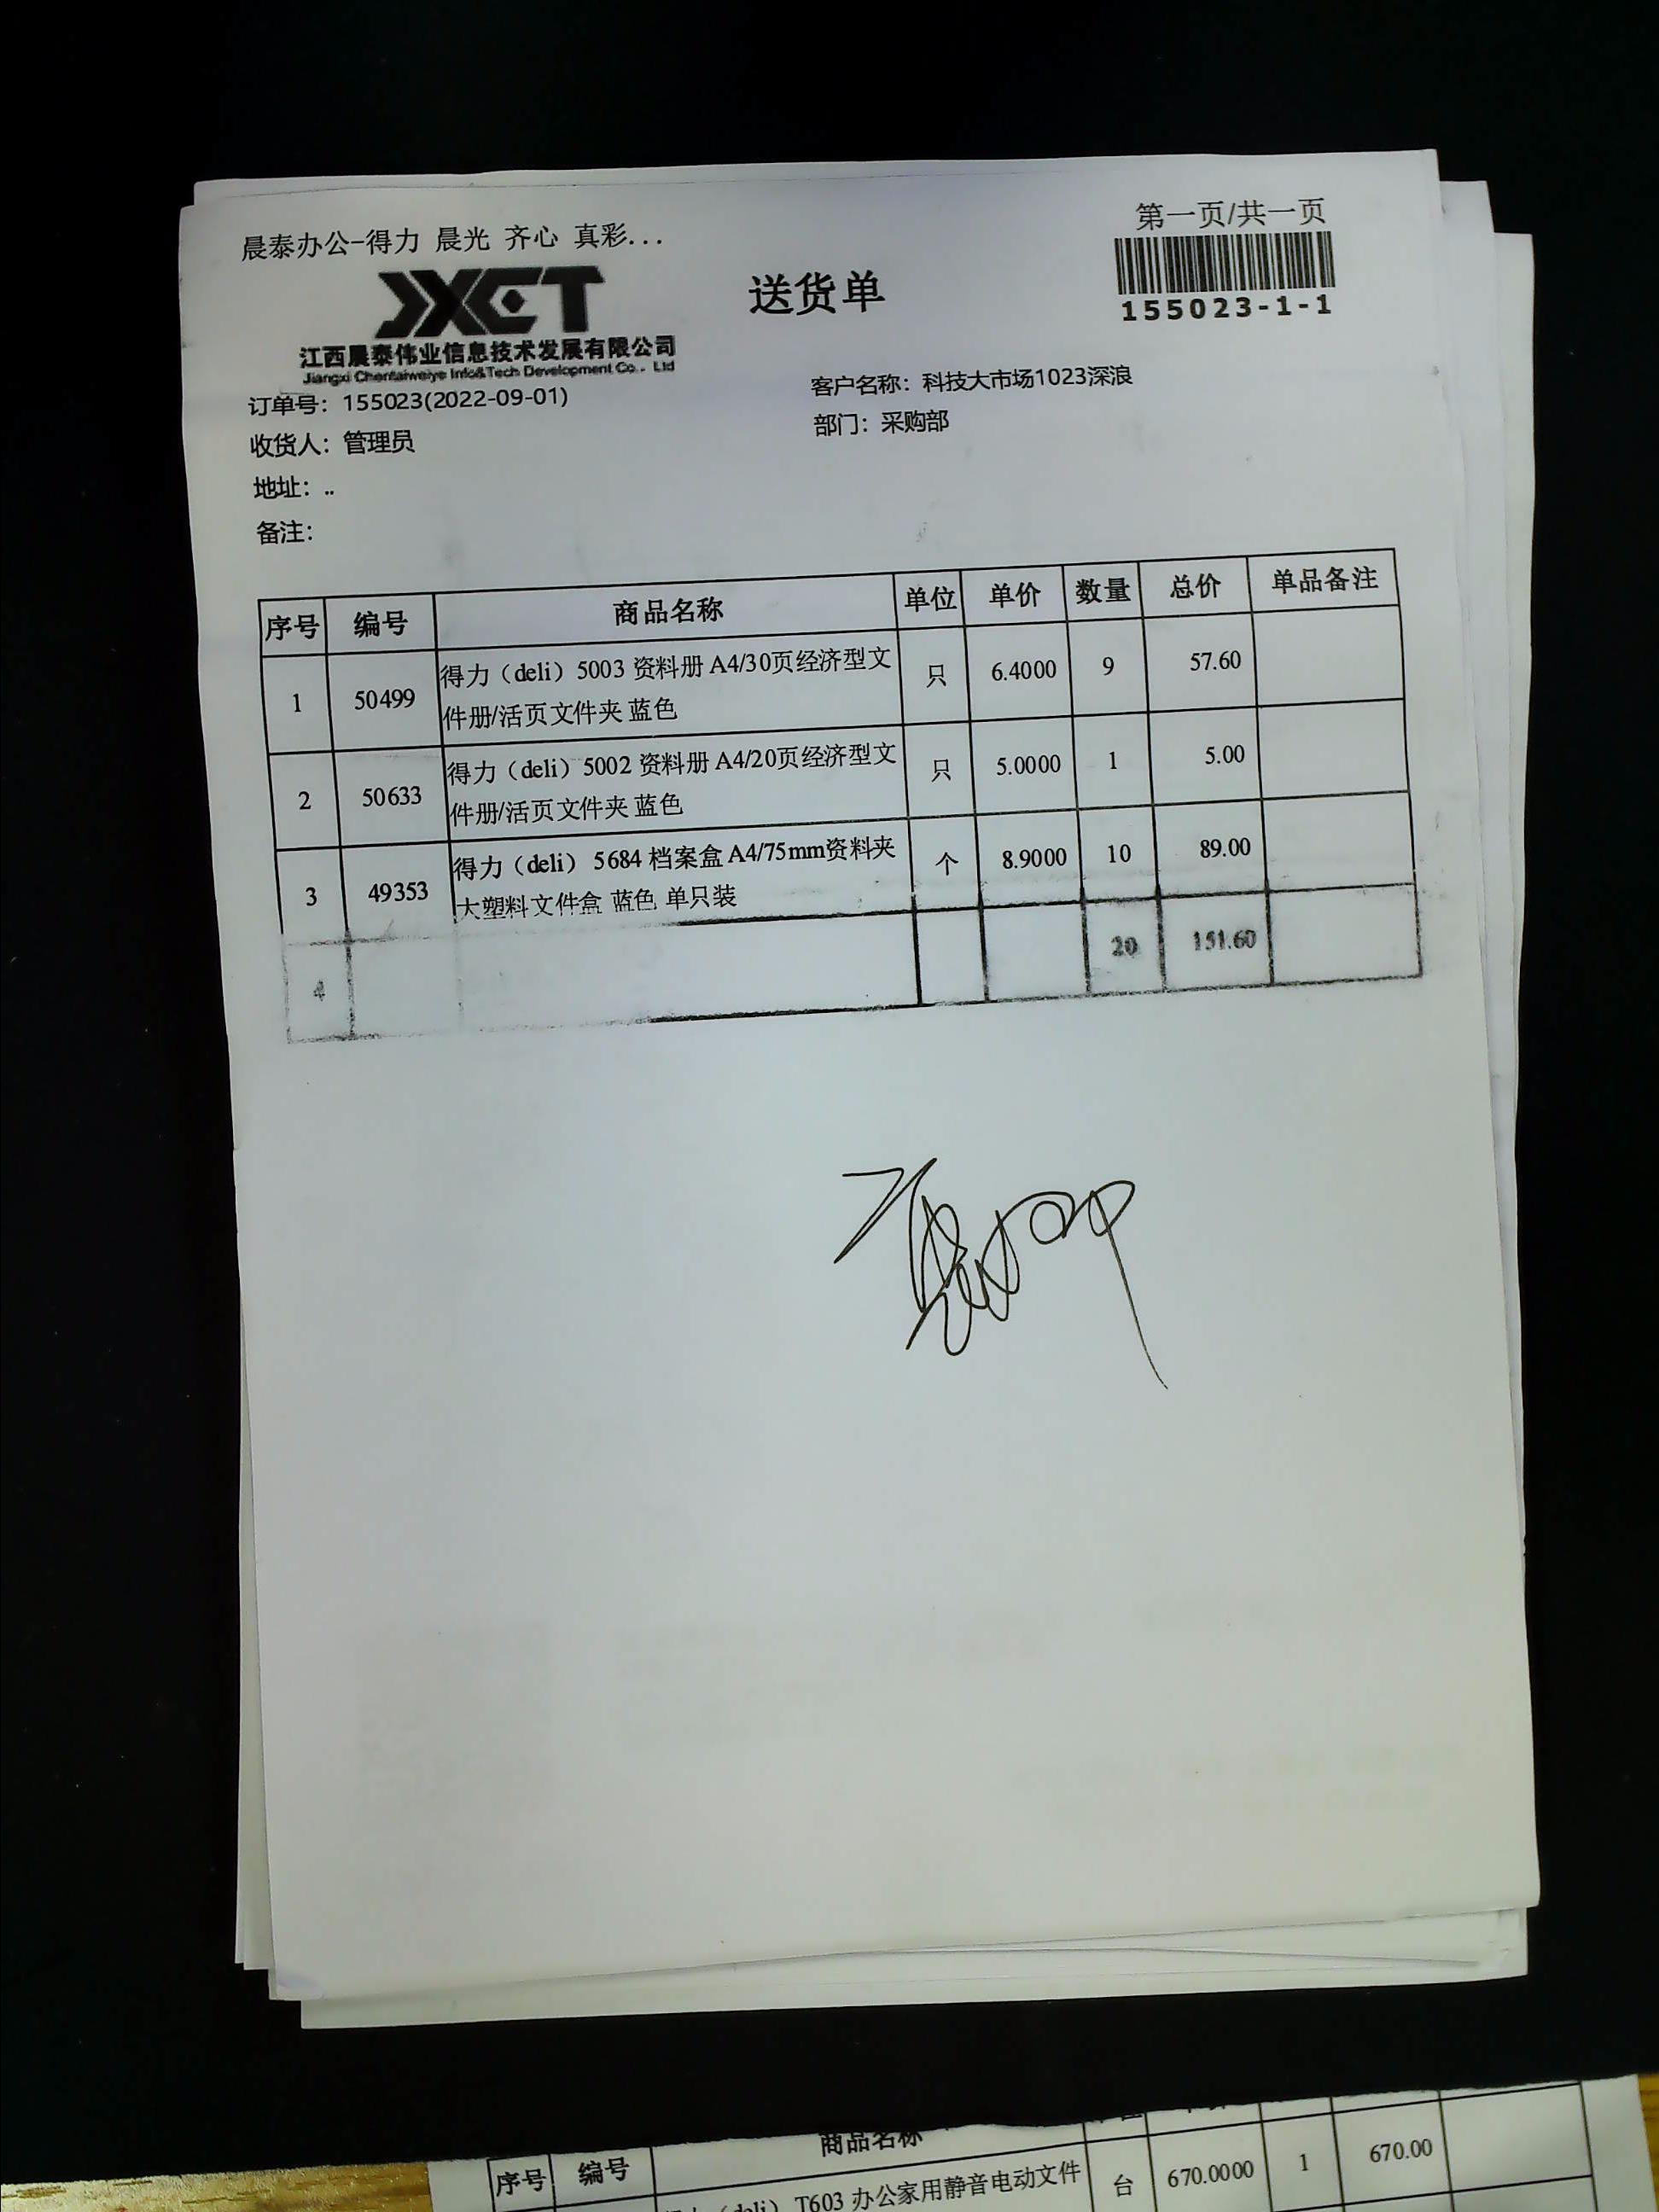 第一页/共一页
晨泰办公-得力 晨光 齐心 真彩...
JXCT
送货单
155023-1-1
江西晨泰伟业信息技术发展有限公司
Jiangxi Chentaiweiye Info&Tech Development Co., Ltd
订单号：155023(2022-09-01)
客户名称：科技大市场1023深浪
收货人：管理员
部门：采购部
地址：..
备注：
序号 编号 商品名称 单位 单价 数量 总价 单品备注
1 50499 得力（deli）5003 资料册 A4/30页经济型文 只 6.4000 9 57.60
件册/活页文件夹 蓝色
2 50633 得力（deli）5002 资料册 A4/20页经济型文 只 5.0000 1 5.00
件册/活页文件夹 蓝色
3 49353 得力（deli） 5684 档案盒 A4/75mm资料夹 个 8.9000 10 89.00
大塑料文件盒 蓝色 单只装
4 20 151.60
序号 编号 商品名称
（deli） T603 办公家用静音电动文件 台 670.0000 1 670.00